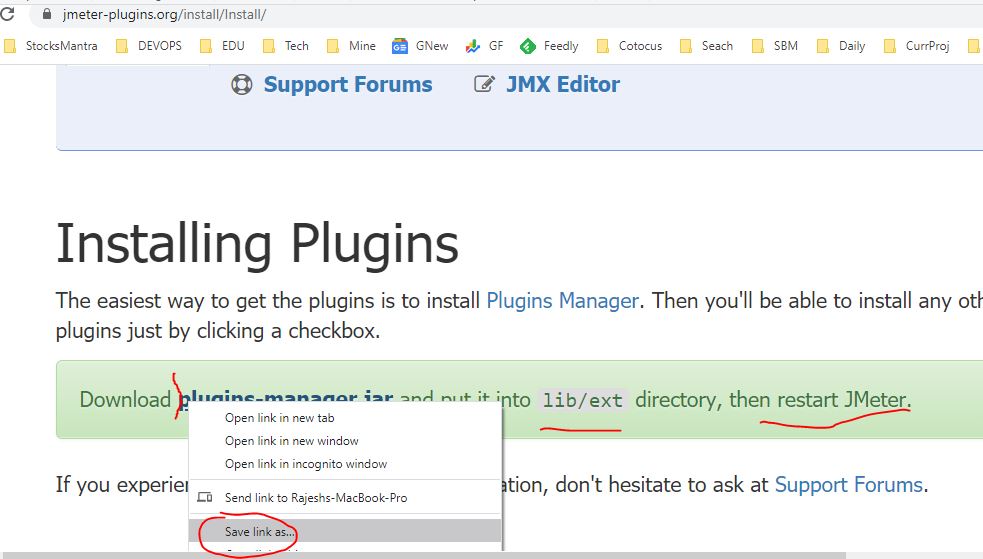 jmeter-plugins.org/install/Install/
StocksMantra DEVOPS EDU Tech Mine GNew GF Feedly Cotocus Seach SBM Daily CurrProj
Support Forums JMX Editor
Installing Plugins
The easiest way to get the plugins is to install Plugins Manager. Then you'll be able to install any oth
plugins just by clicking a checkbox.
Download plugins-manager.jar and put it into lib/ext directory, then restart JMeter.
Open link in new tab
Open link in new window
Open link in incognito window
If you experien ation, don't hesitate to ask at Support Forums.
Send link to Rajeshs-MacBook-Pro
Save link as...